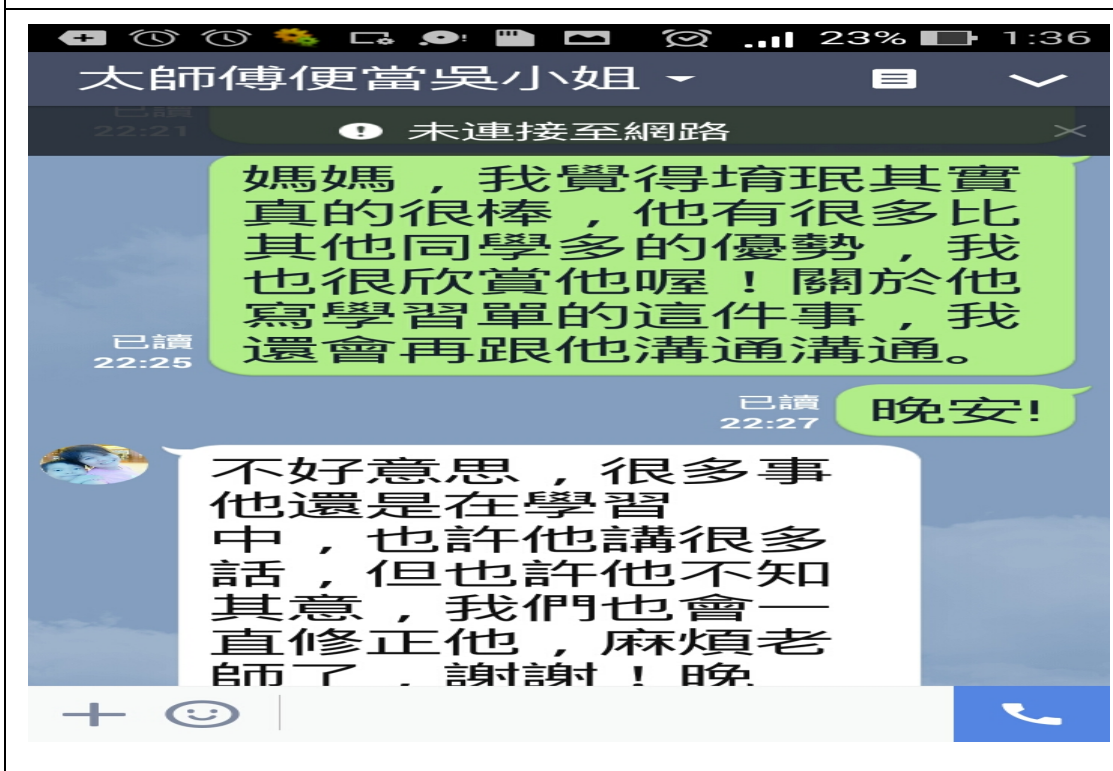 23% 1:36
太師傅便當吳小姐
已讀
22:21
未連接至網路
媽媽，我覺得堉珉其實
真的很棒，他有很多比
其他同學多的優勢，我
也很欣賞他喔！關於他
寫學習單的這件事，我
還會再跟他溝通溝通。
已讀
22:25
已讀
22:27
晚安!
不好意思，很多事
他還是在學習
中，也許他講很多
話，但也許他不知
其意，我們也會一
直修正他，麻煩老
師了，謝謝！晚